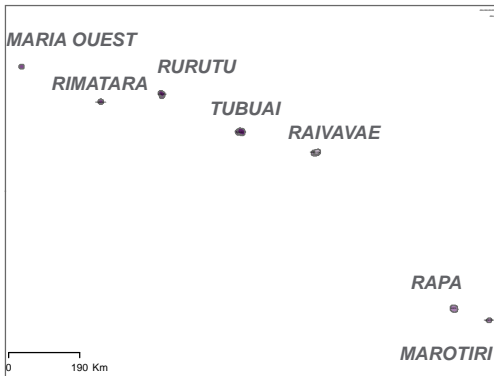 MARIA OUEST
RURUTU
RIMATARA
TUBUAI
RAIVAVAE
RAPA
MAROTIRI
0 190 Km